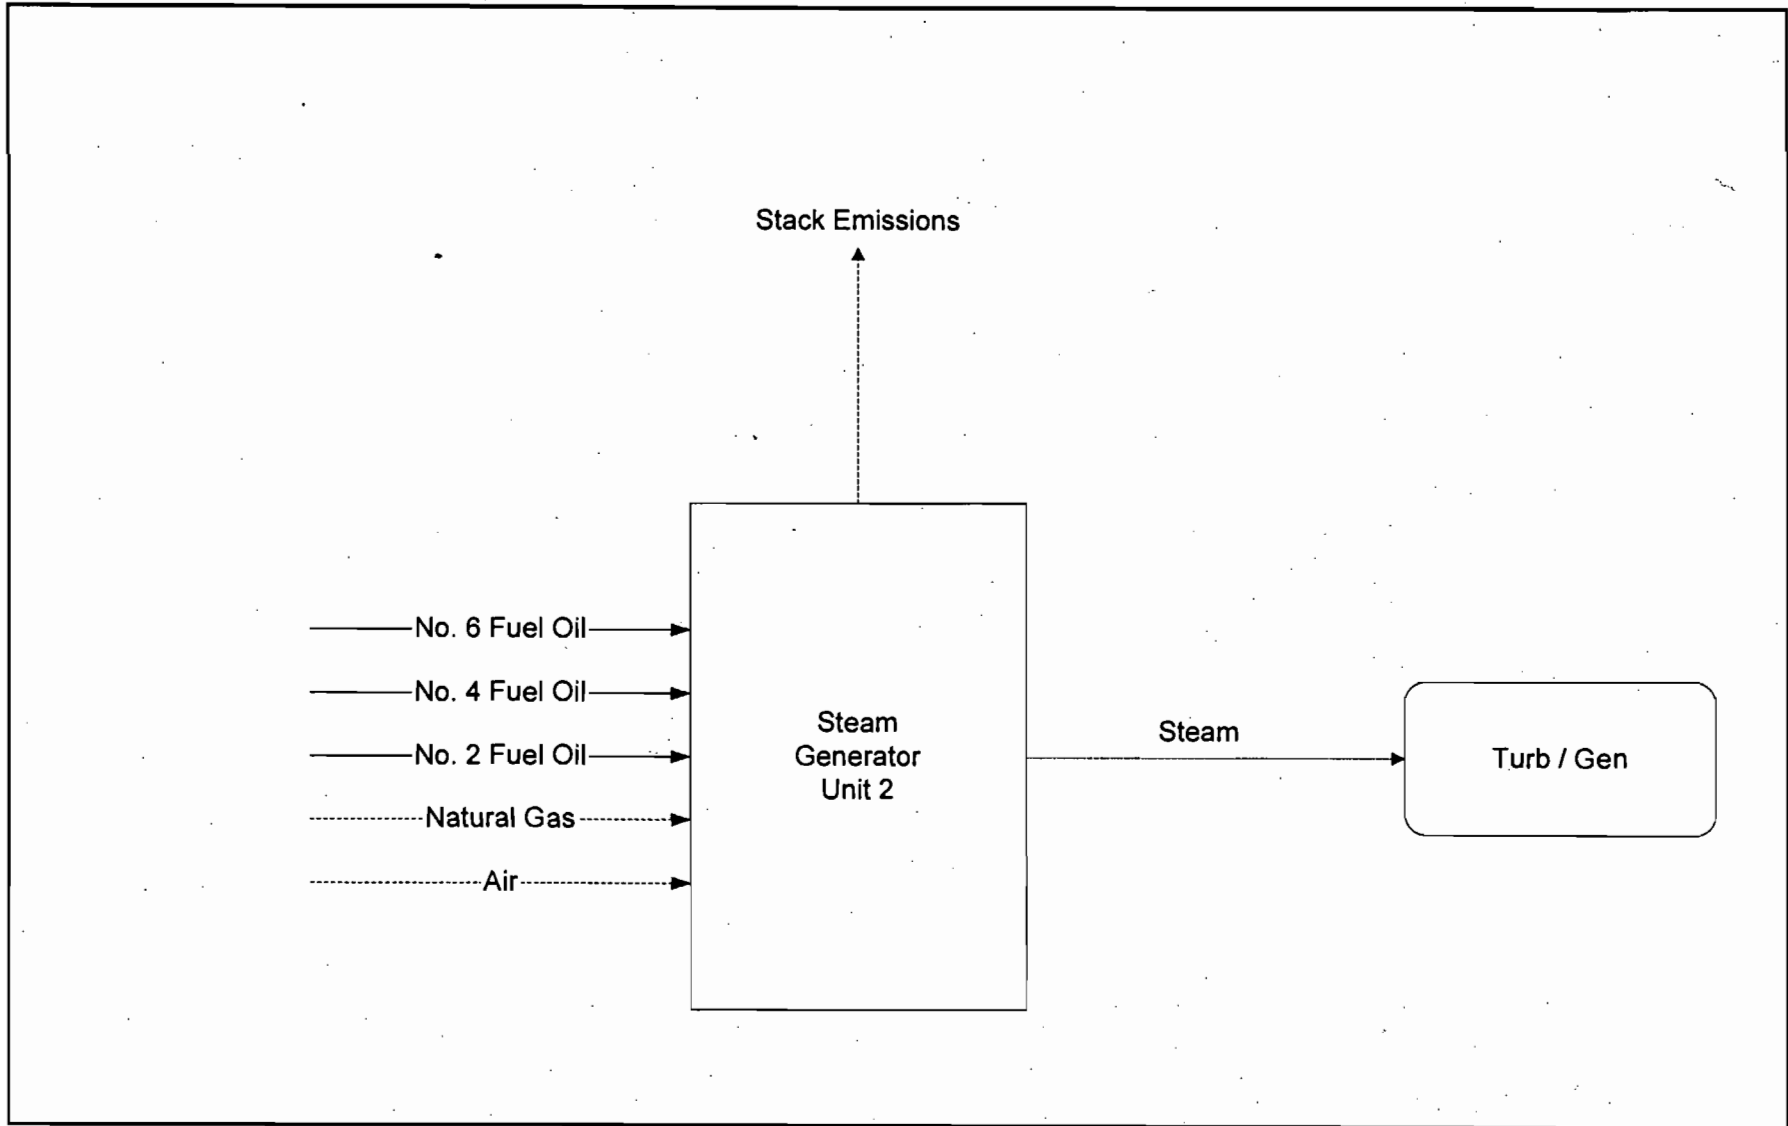 Stack Emissions
No. 6 Fuel Oil
No. 4 Fuel Oil
No. 2 Fuel Oil
Natural Gas
Air
Steam
Generator
Unit 2
Steam
Turb / Gen